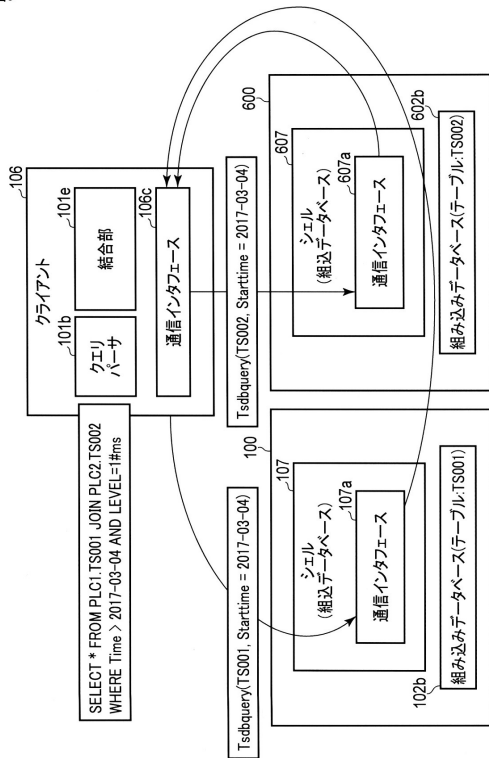 106
クライアント
SELECT * FROM PLC1.TS001 JOIN PLC2.TS002
WHERE Time > 2017-03-04 AND LEVEL=1#ms
101b
クエリ
パーサ
101e
結合部
106c
通信インタフェース
Tsdbquery(TS001, Starttime = 2017-03-04)
Tsdbquery(TS002, Starttime = 2017-03-04)
100
107
シェル
(組込データベース)
107a
通信インタフェース
102b
組み込みデータベース(テーブル:TS001)
600
607
シェル
(組込データベース)
607a
通信インタフェース
602b
組み込みデータベース(テーブル:TS002)